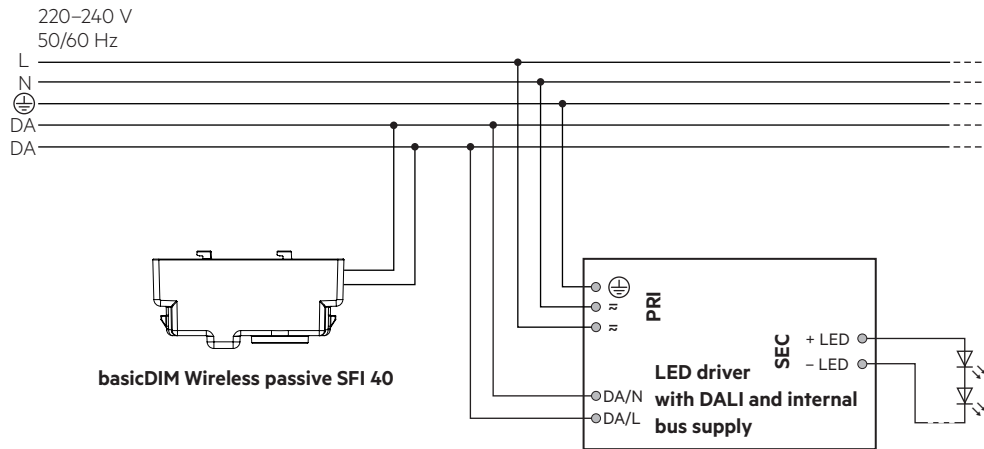 220–240 V
50/60 Hz
L
N
DA
DA
PRI
≂
≂
SEC
+ LED
– LED
basicDIM Wireless passive SFI 40
LED driver
with DALI and internal
bus supply
DA/N
DA/L